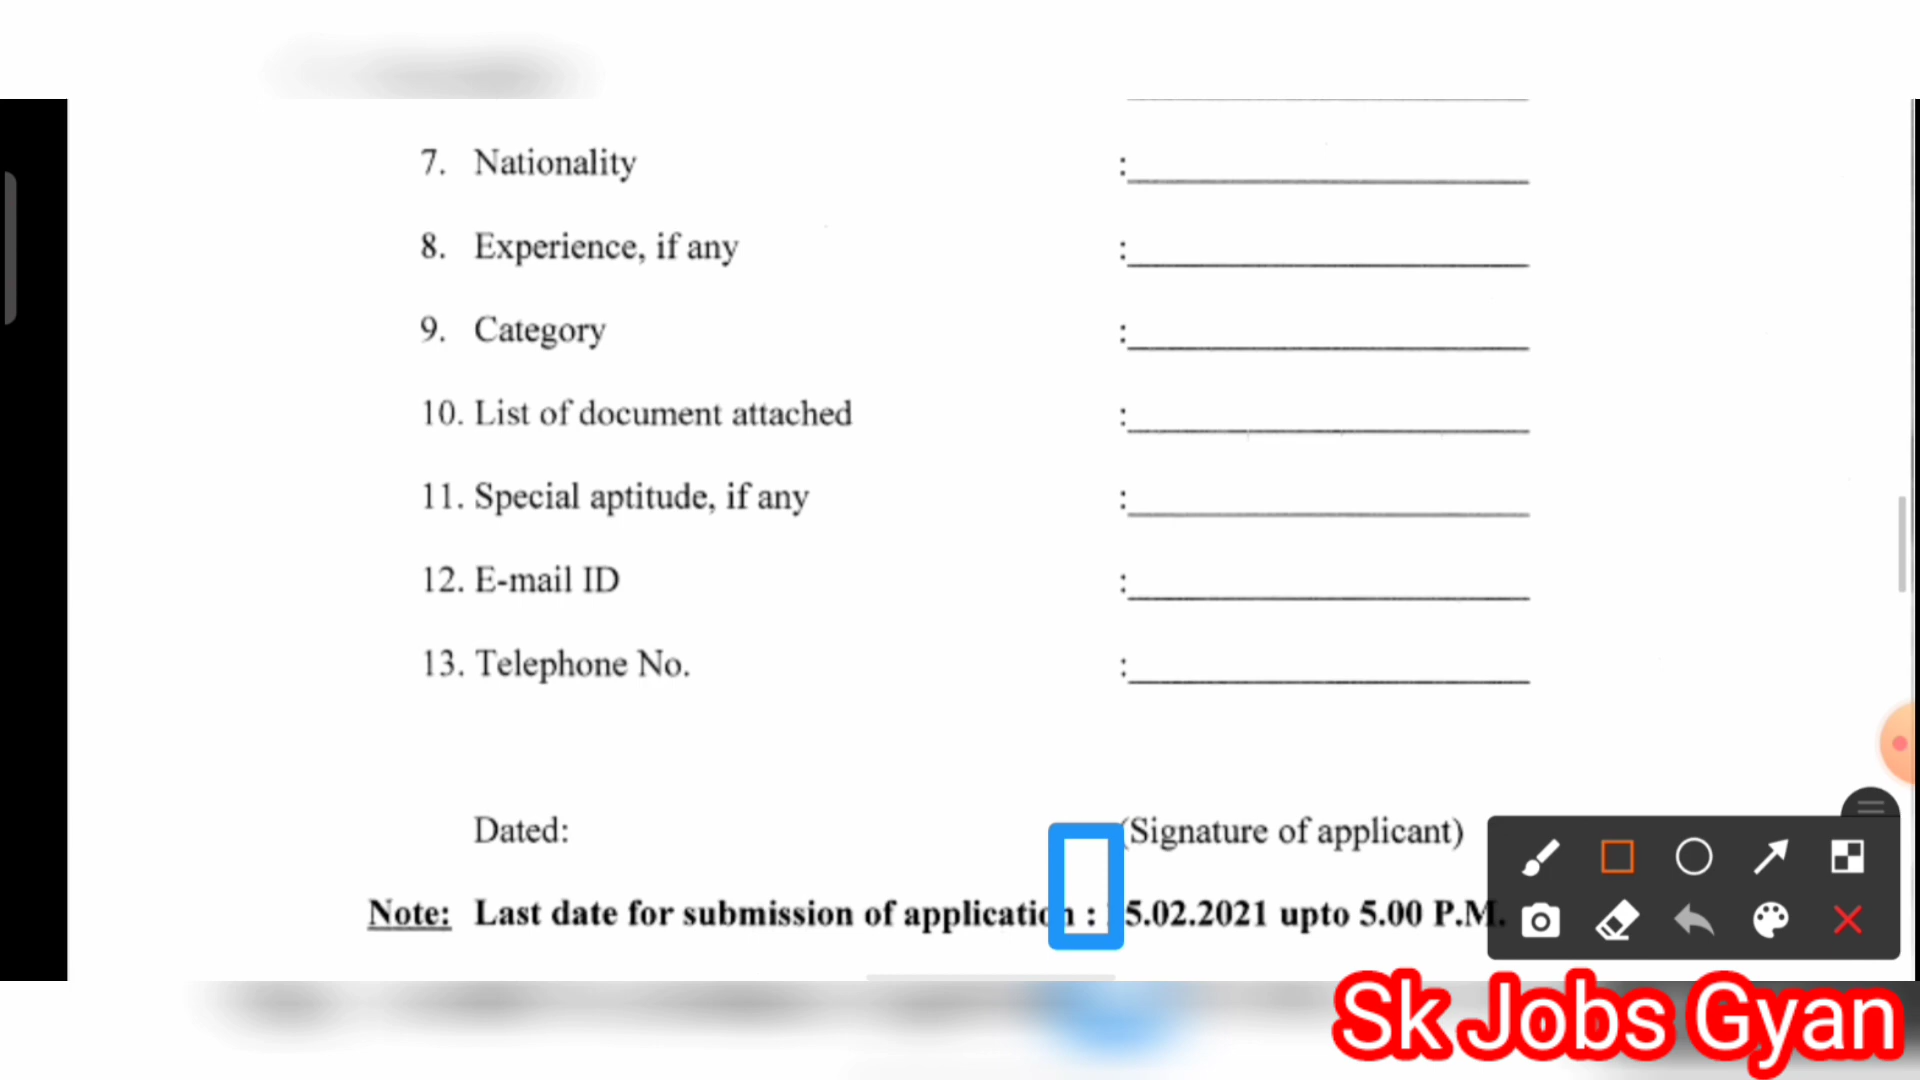 7. Nationality :
8. Experience, if any :
9. Category :
10. List of document attached :
11. Special aptitude, if any :
12. E-mail ID :
13. Telephone No. :
Dated: (Signature of applicant)
Note: Last date for submission of application : 5.02.2021 upto 5.00 P.M.
Sk Jobs Gyan